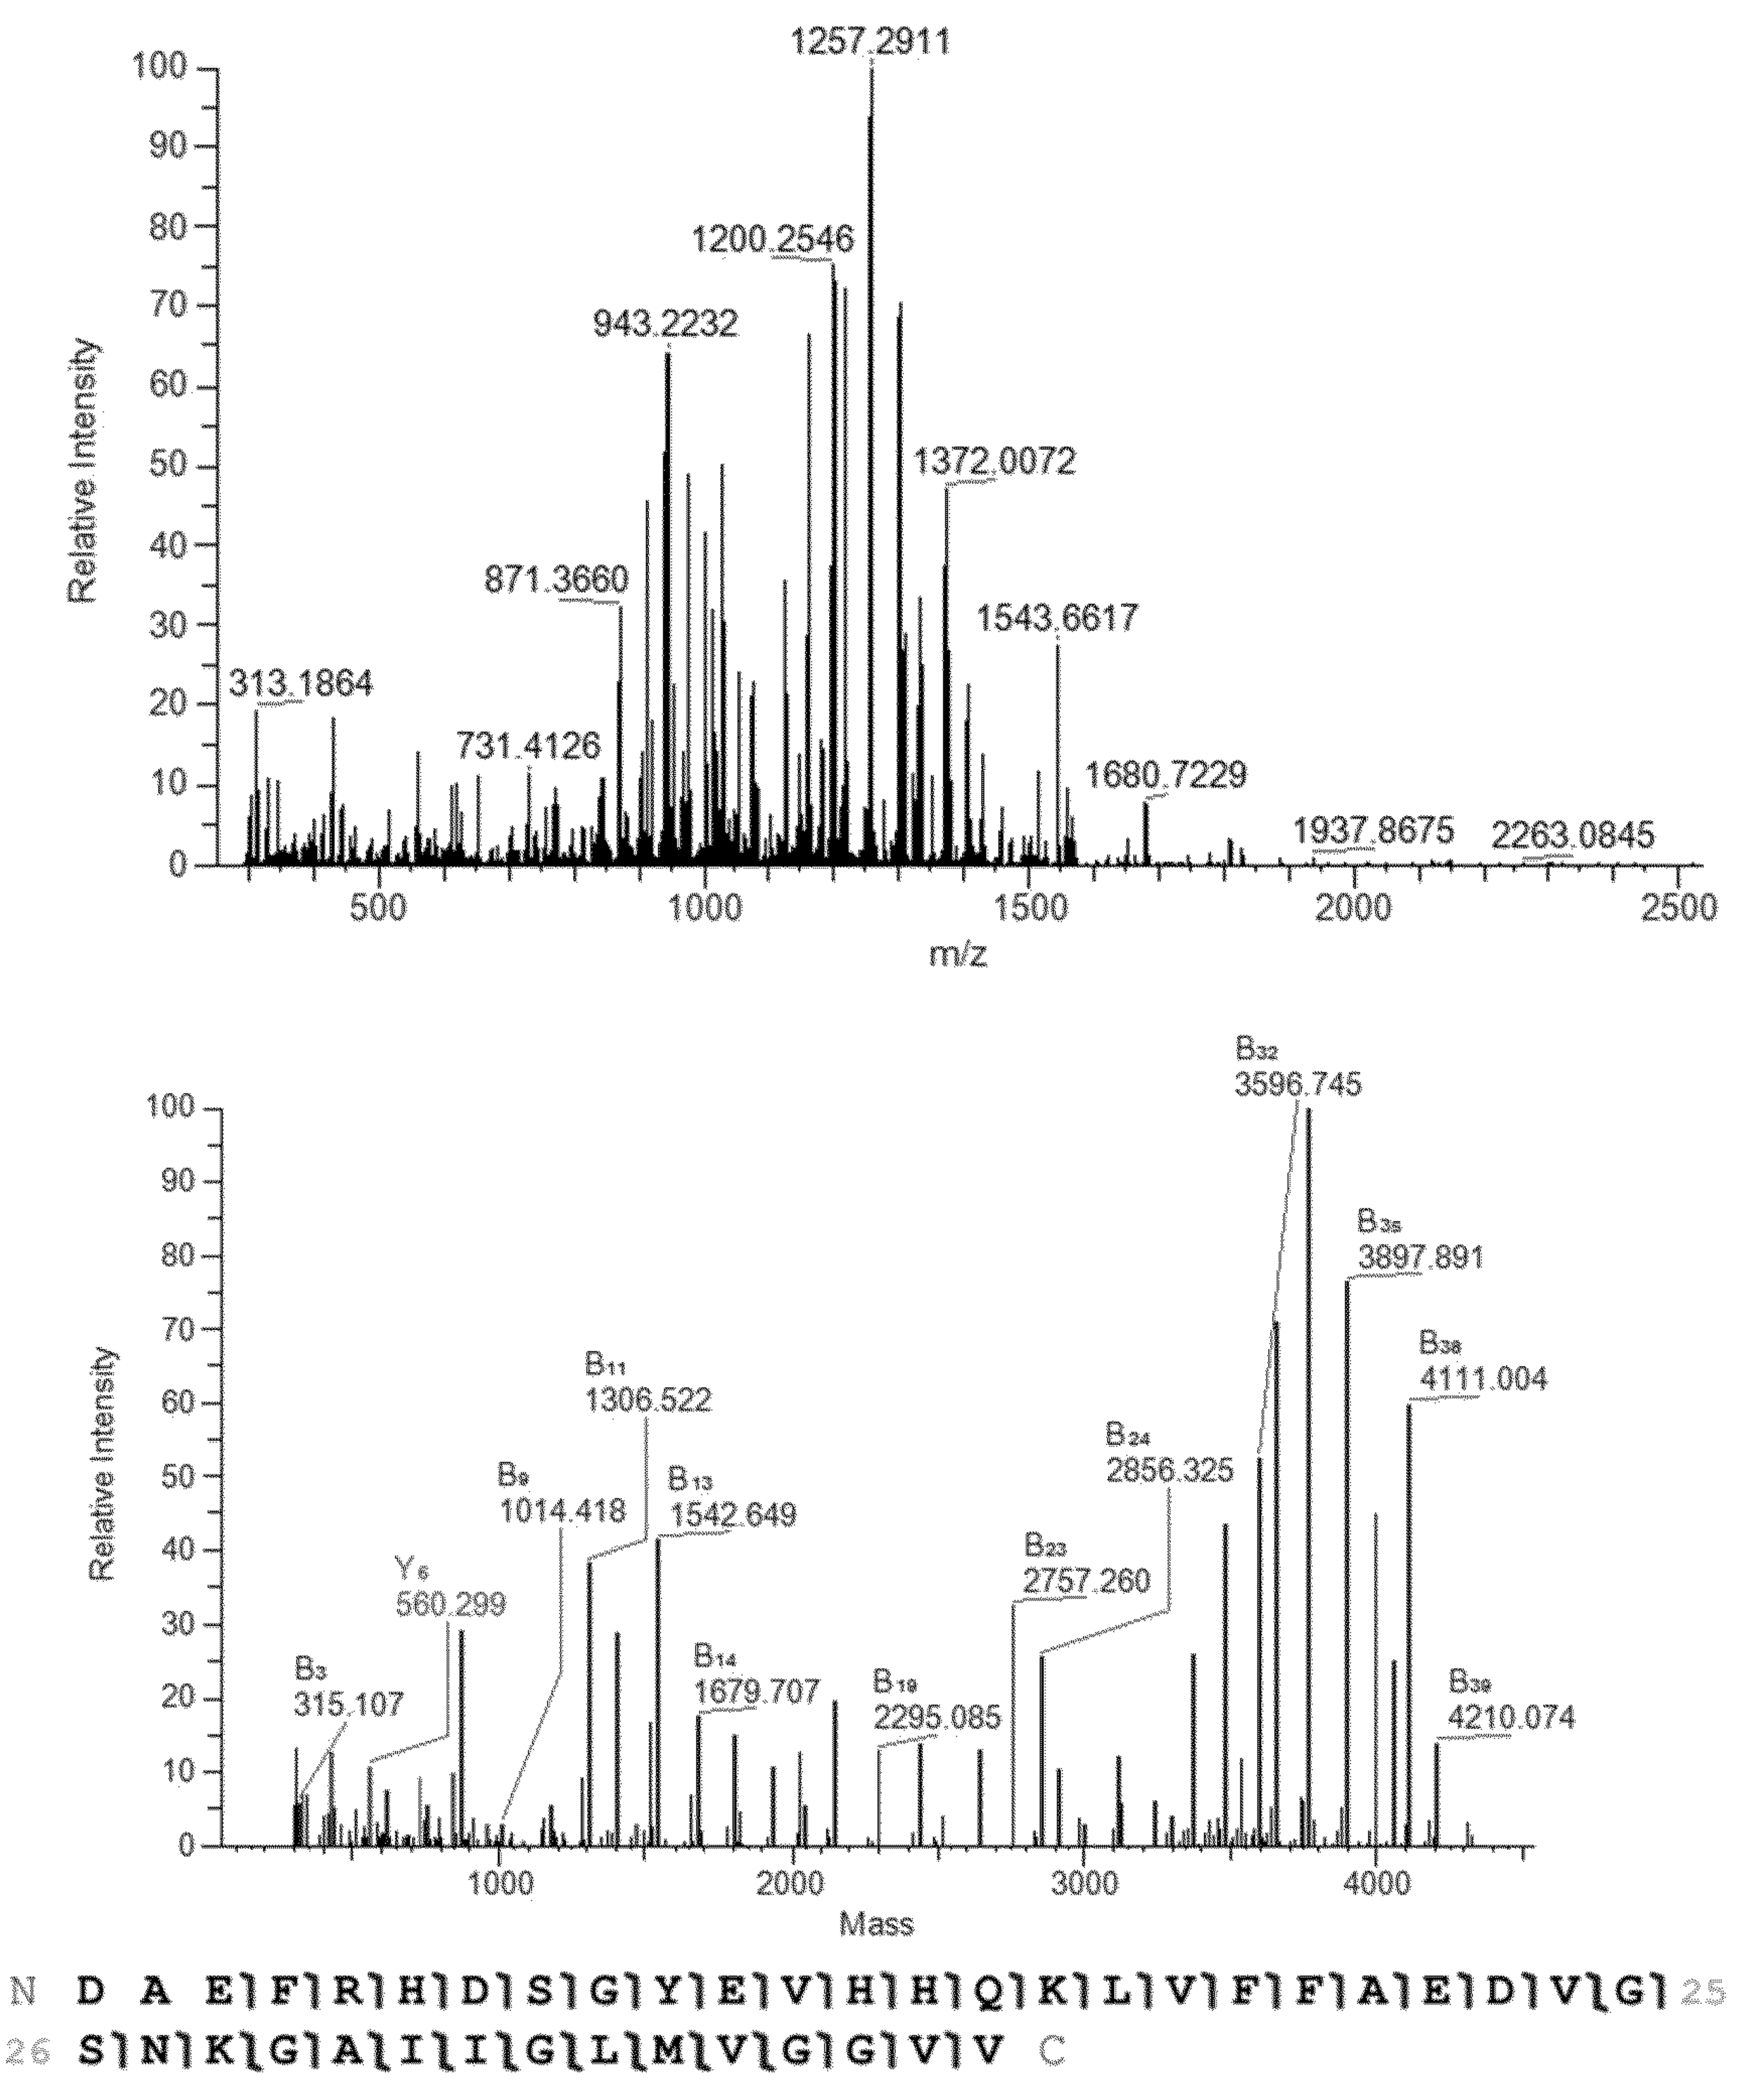 1257.2911
100
90
1200.2546
80
70
943.2232
60
50
1372.0072
40
871.3660
30
1543.6617
313.1864
20
731.4126
1680.7229
10
1937.8675
2263.0845
0
Relative Intensity
500 1000 1500 2000 2500
m/z
B32
3596.745
100
90
B35
3897.891
80
70
B38
4111.004
B11
1306.522
60
B24
2856.325
50
B9
1014.418
B13
1542.649
40
B23
2757.260
Y6
560.299
30
B3
315.107
B14
1679.707
B19
2295.085
B39
4210.074
20
10
0
Relative Intensity
1000 2000 3000 4000
Mass
N D A E F R H D S G Y E V H H Q K L V F F A E D V G 25
26 S N K G A I I G L M V G G V V C